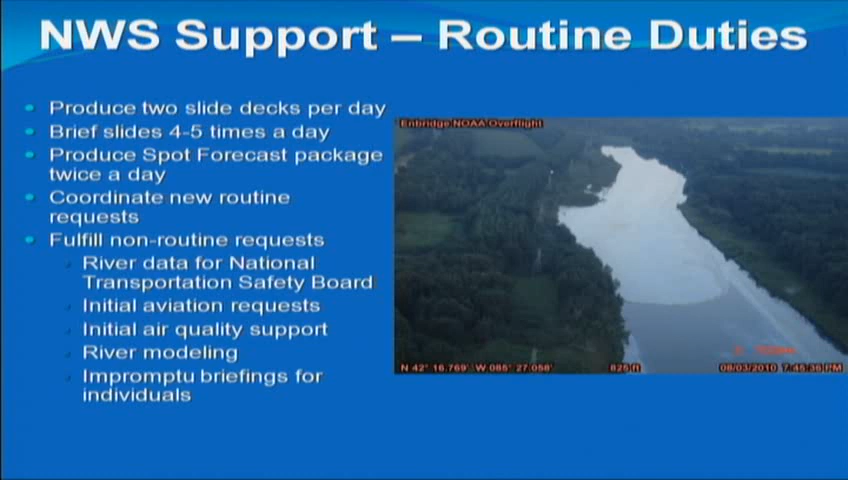 NWS Support – Routine Duties
Produce two slide decks per day
Brief slides 4-5 times a day
Produce Spot Forecast package
twice a day
Coordinate new routine
requests
Fulfill non-routine requests
River data for National
Transportation Safety Board
Initial aviation requests
Initial air quality support
River modeling
Impromptu briefings for
individuals
Enbridge NOAA Overflight
N 42° 16.769' W 085° 27.058'
825 ft
08/03/2010 7:45:36 PM